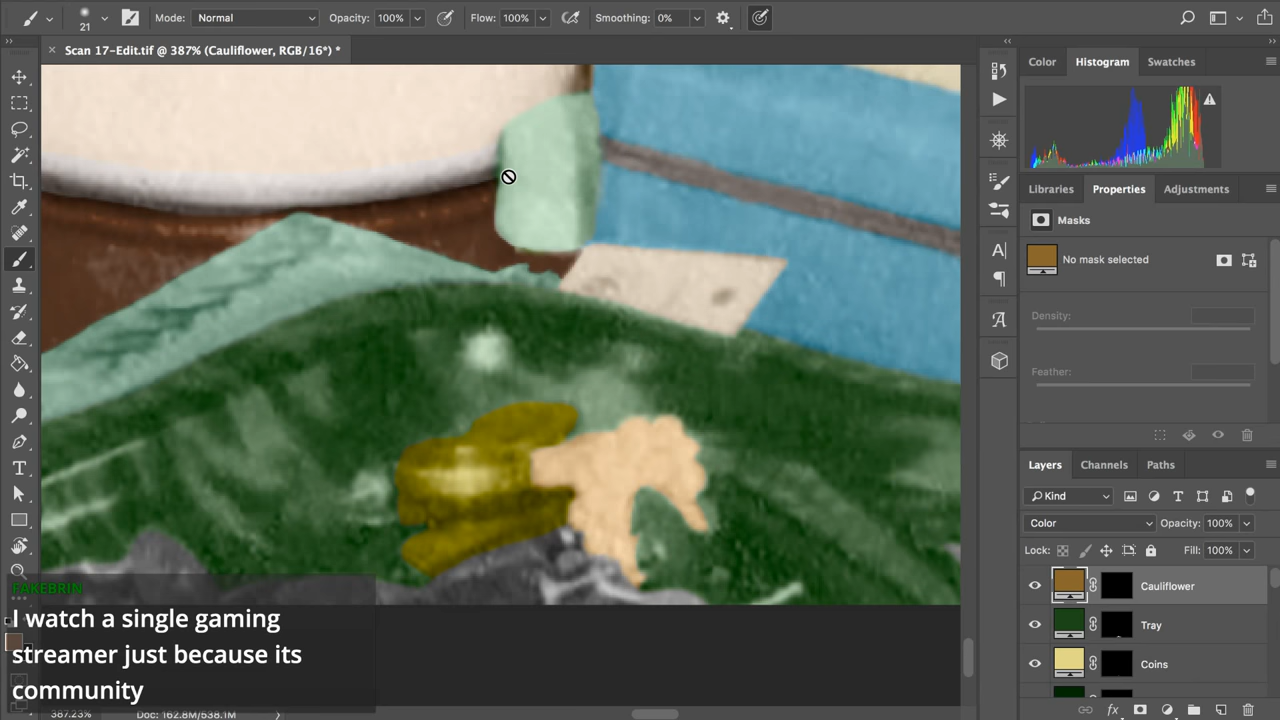 21
Mode: Normal
Opacity: 100%
Flow: 100%
Smoothing: 0%
Scan 17-Edit.tif @ 387% (Cauliflower, RGB/16*) *
Color
Histogram
Swatches
Libraries
Properties
Adjustments
Masks
No mask selected
Density:
Feather:
Layers
Channels
Paths
Kind
Color
Opacity: 100%
Lock:
Fill: 100%
Cauliflower
Tray
Coins
FAKEBRIN
I watch a single gaming
streamer just because its
community
387.23%
Doc: 162.8M/538.1M